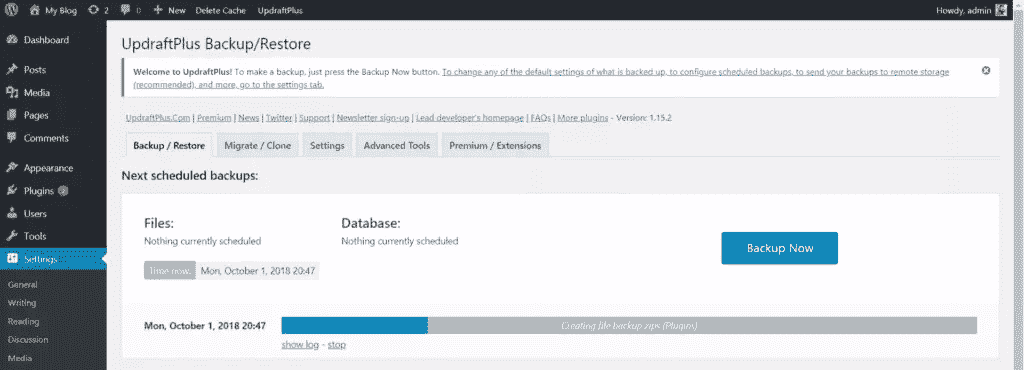 My Blog 2 0 + New Delete Cache UpdraftPlus Howdy, admin
Dashboard
Posts
Media
Pages
Comments
Appearance
Plugins
Users
Tools
Settings
General
Writing
Reading
Discussion
Media
UpdraftPlus Backup/Restore
Welcome to UpdraftPlus! To make a backup, just press the Backup Now button. To change any of the default settings of what is backed up, to configure scheduled backups, to send your backups to remote storage
(recommended), and more, go to the settings tab.
UpdraftPlus.Com | Premium | News | Twitter | Support | Newsletter sign-up | Lead developer's homepage | FAQs | More plugins - Version: 1.15.2
Backup / Restore Migrate / Clone Settings Advanced Tools Premium / Extensions
Next scheduled backups:
Files: Database:
Nothing currently scheduled Nothing currently scheduled
Backup Now
Time now: Mon, October 1, 2018 20:47
Mon, October 1, 2018 20:47 Creating file backup zips (Plugins)
show log - stop